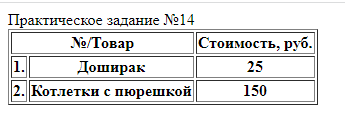 Практическое задание №14
№/Товар Стоимость, руб.
1. Доширак 25
2. Котлетки с пюрешкой 150